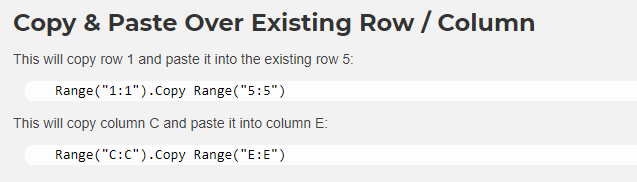 Copy & Paste Over Existing Row / Column
This will copy row 1 and paste it into the existing row 5:
Range("1:1").Copy Range("5:5")
This will copy column C and paste it into column E:
Range("C:C").Copy Range("E:E")